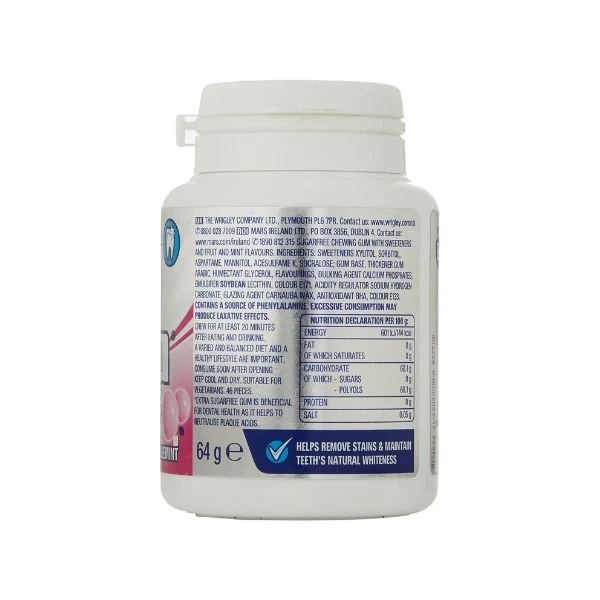 UK THE WRIGLEY COMPANY LTD., PLYMOUTH PL6 7PR. Contact us: www.wrigley.com/uk
✆0800 028 7009 ROI MARS IRELAND LTD., PO BOX 3856, DUBLIN 4. Contact us:
www.mars.com/ireland ✆1890 812 315 SUGARFREE CHEWING GUM WITH SWEETENERS
AND FRUIT AND MINT FLAVOURS. INGREDIENTS: SWEETENERS XYLITOL, SORBITOL,
ASPARTAME, MANNITOL, ACESULFAME K, SUCRALOSE; GUM BASE, THICKENER GUM
ARABIC, HUMECTANT GLYCEROL, FLAVOURINGS, BULKING AGENT CALCIUM PHOSPHATES,
EMULSIFIER SOYBEAN LECITHIN, COLOUR E171, ACIDITY REGULATOR SODIUM HYDROGEN
CARBONATE, GLAZING AGENT CARNAUBA WAX, ANTIOXIDANT BHA, COLOUR E133.
CONTAINS A SOURCE OF PHENYLALANINE. EXCESSIVE CONSUMPTION MAY
PRODUCE LAXATIVE EFFECTS.
CHEW FOR AT LEAST 20 MINUTES
AFTER EATING AND DRINKING.
A VARIED AND BALANCED DIET AND A
HEALTHY LIFESTYLE ARE IMPORTANT.
CONSUME SOON AFTER OPENING.
KEEP COOL AND DRY. SUITABLE FOR
VEGETARIANS. 46 PIECES.
*EXTRA SUGARFREE GUM IS BENEFICIAL
FOR DENTAL HEALTH AS IT HELPS TO
NEUTRALISE PLAQUE ACIDS.
NUTRITION DECLARATION PER 100 g:
ENERGY 601kJ/144 kcal
FAT 0g
OF WHICH SATURATES 0g
CARBOHYDRATE 60,1g
OF WHICH - SUGARS 0g
- POLYOLS 60,1g
PROTEIN 0g
SALT 0,05g
64 g e
HELPS REMOVE STAINS & MAINTAIN
TEETH'S NATURAL WHITENESS